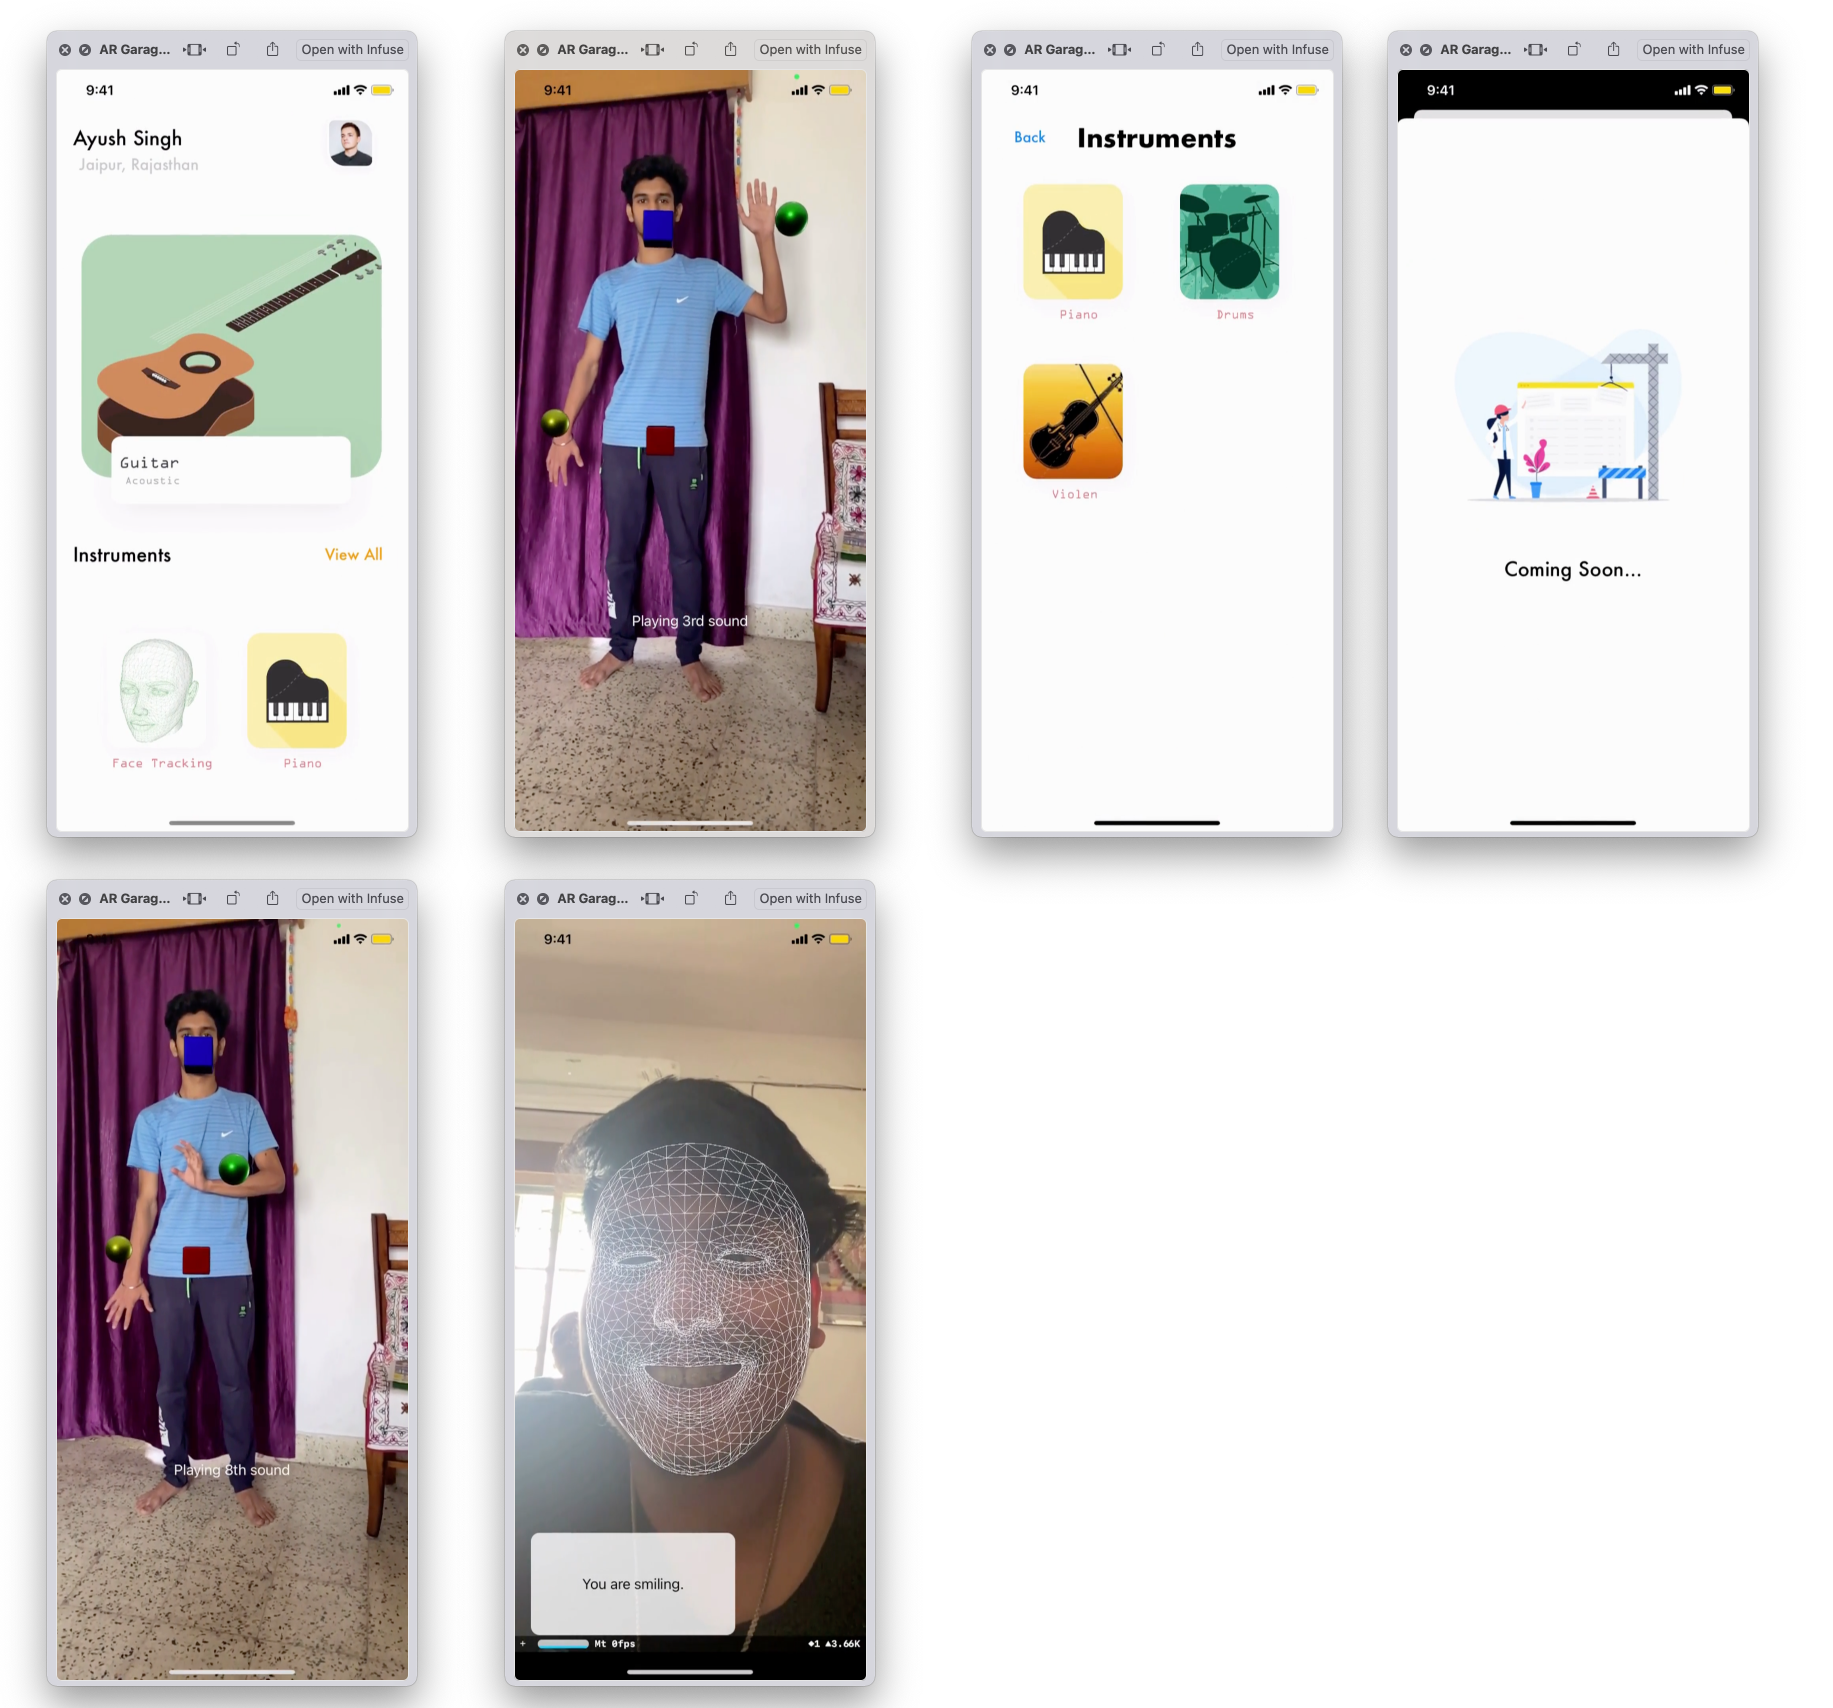 AR Garag...
Open with Infuse
9:41
Ayush Singh
Jaipur, Rajasthan
Guitar
Acoustic
Instruments
View All
Face Tracking
Piano
AR Garag...
Open with Infuse
9:41
Playing 3rd sound
AR Garag...
Open with Infuse
9:41
Back
Instruments
Piano
Drums
Violen
AR Garag...
Open with Infuse
9:41
Coming Soon...
AR Garag...
Open with Infuse
9:41
Playing 8th sound
AR Garag...
Open with Infuse
9:41
You are smiling.
+ Mt 0fps ◆1 ▲3.66K